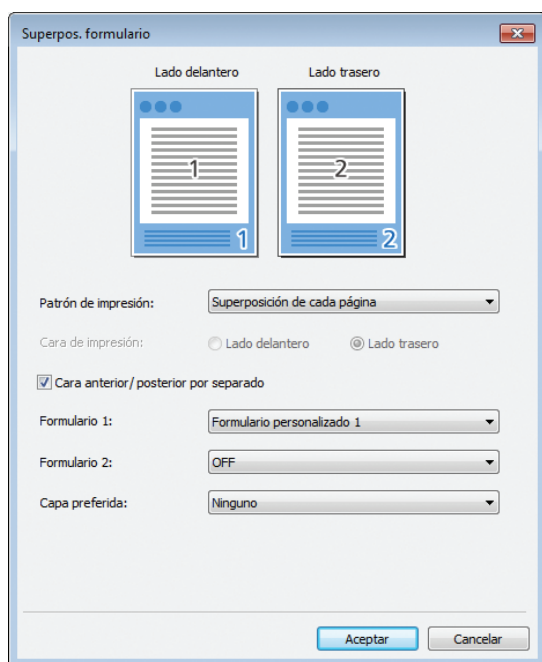 Superpos. formulario
Lado delantero Lado trasero
1 2
1 2
Patrón de impresión: Superposición de cada página
Cara de impresión: Lado delantero Lado trasero
Cara anterior/ posterior por separado
Formulario 1: Formulario personalizado 1
Formulario 2: OFF
Capa preferida: Ninguno
Aceptar Cancelar